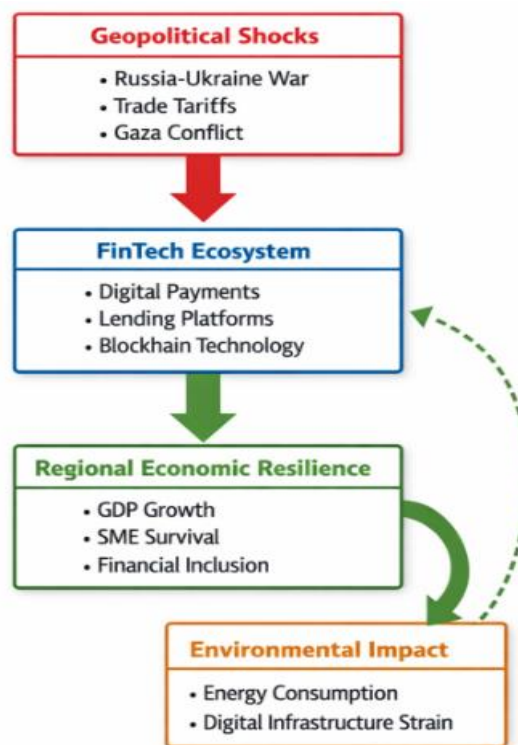 Geopolitical Shocks
• Russia-Ukraine War
• Trade Tariffs
• Gaza Conflict
FinTech Ecosystem
• Digital Payments
• Lending Platforms
• Blockhain Technology
Regional Economic Resilience
• GDP Growth
• SME Survival
• Financial Inclusion
Environmental Impact
• Energy Consumption
• Digital Infrastructure Strain